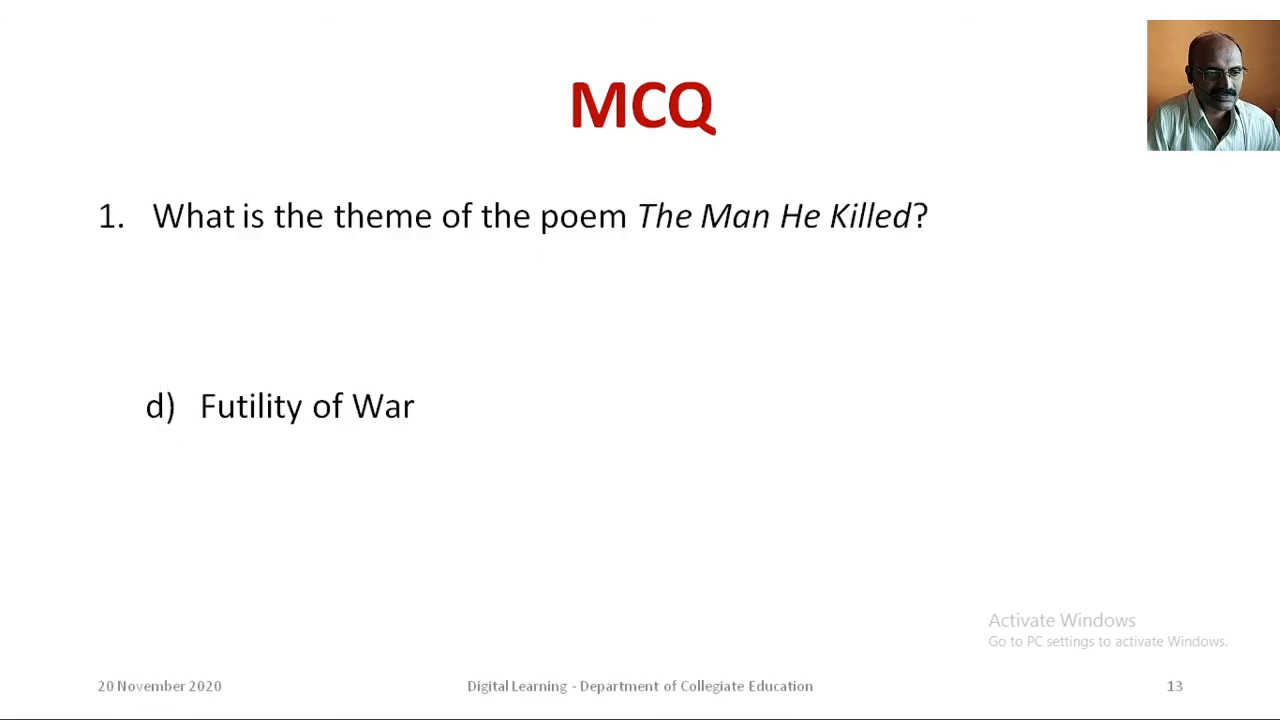 MCQ
1. What is the theme of the poem The Man He Killed?
d) Futility of War
Activate Windows
Go to PC settings to activate Windows.
20 November 2020 Digital Learning - Department of Collegiate Education 13